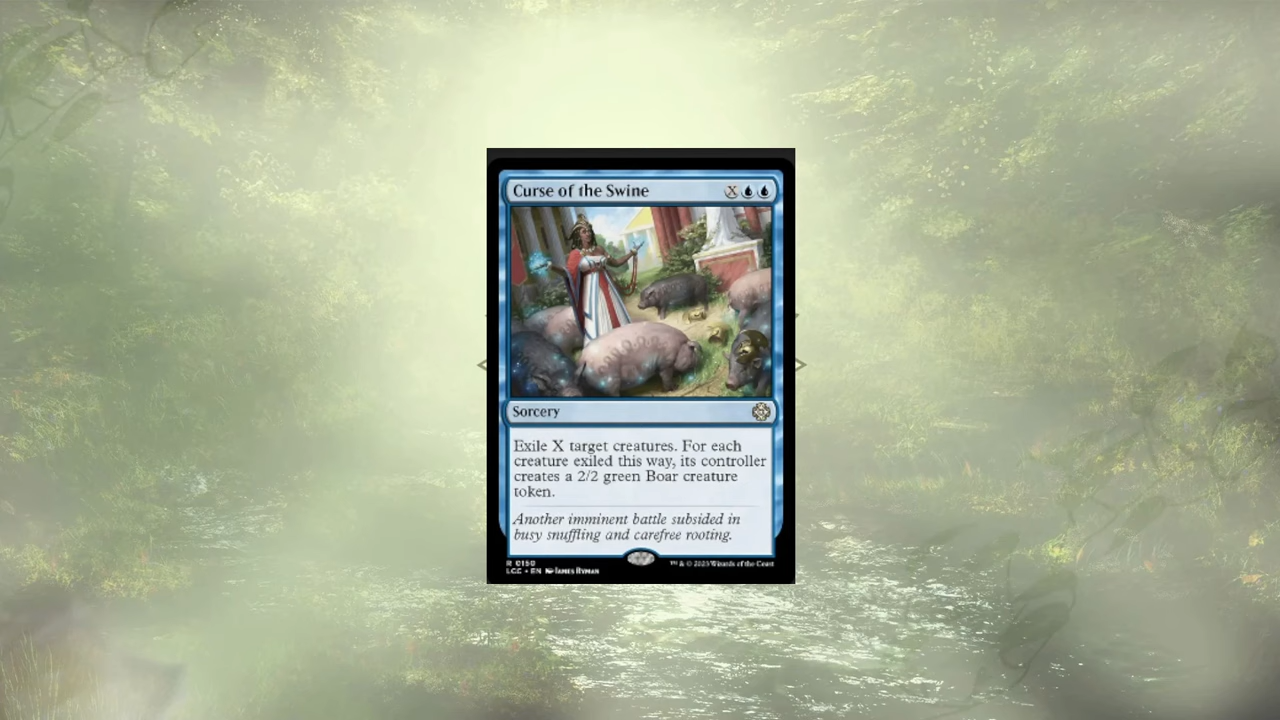 Curse of the Swine X
Sorcery
Exile X target creatures. For each
creature exiled this way, its controller
creates a 2/2 green Boar creature
token.
Another imminent battle subsided in
busy snuffling and carefree rooting.
R 0150
LCC • EN James Ryman
™ & © 2023 Wizards of the Coast